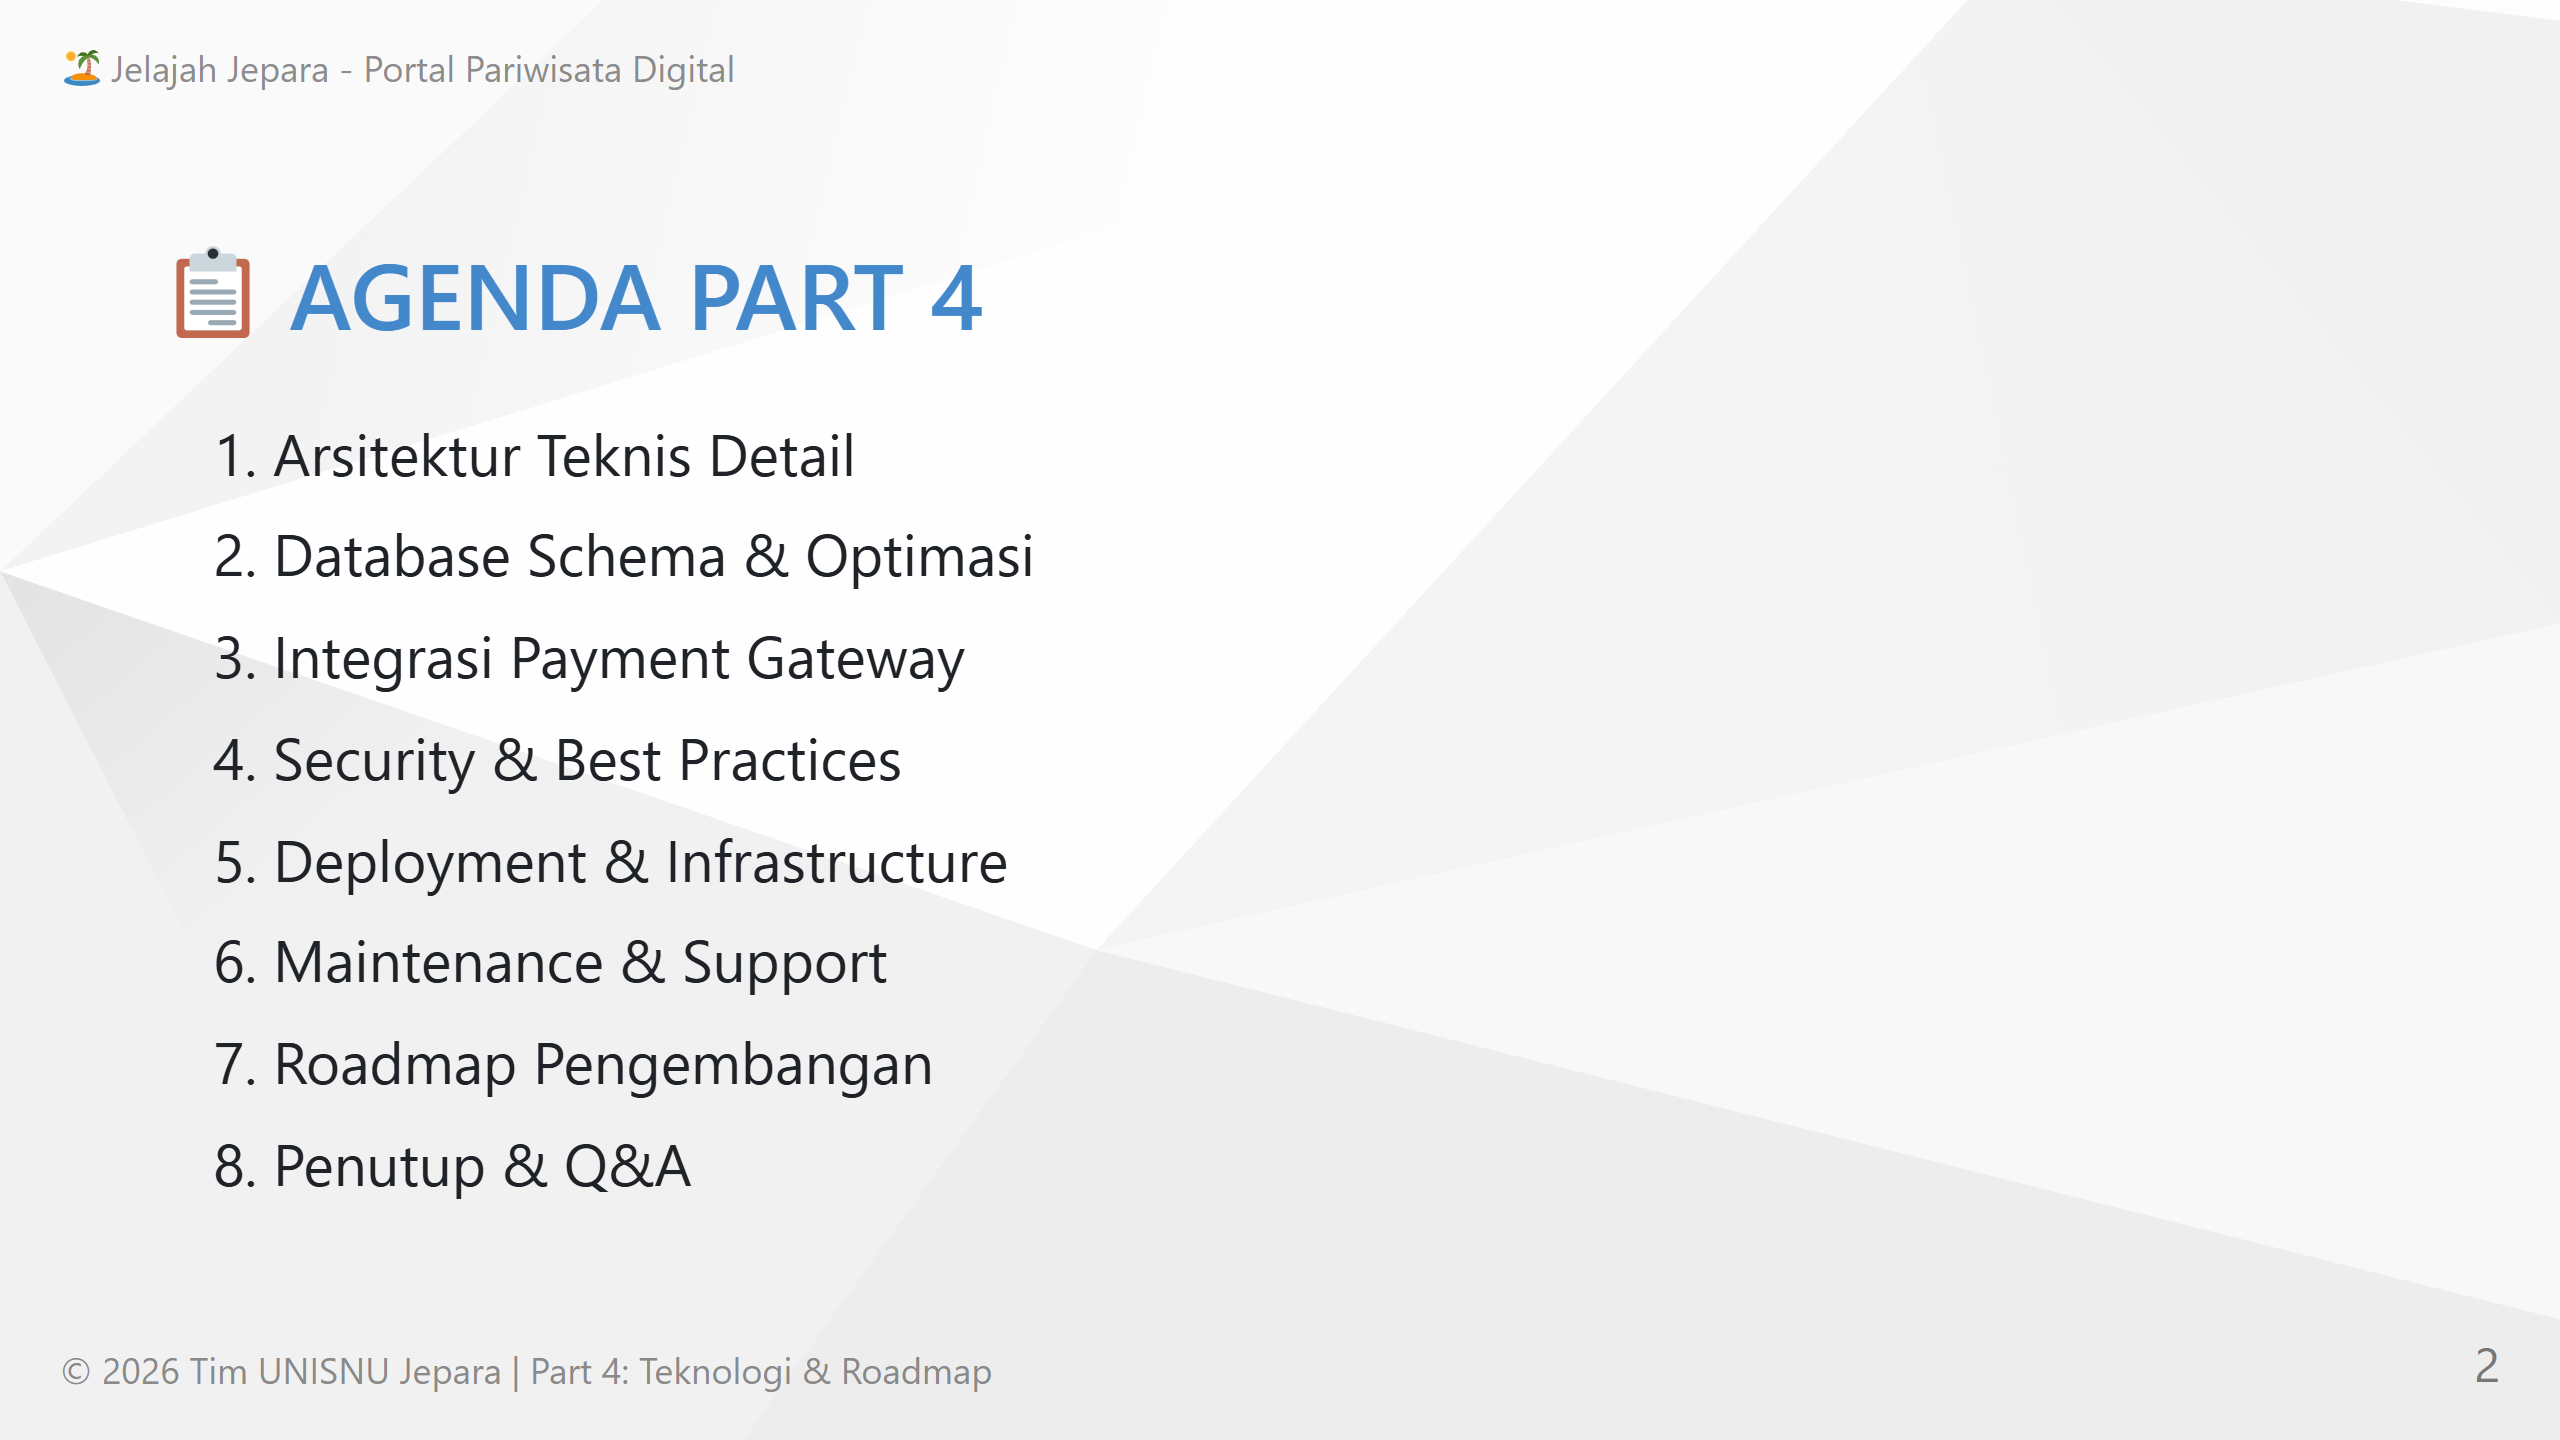 Jelajah Jepara - Portal Pariwisata Digital
AGENDA PART 4
1. Arsitektur Teknis Detail
2. Database Schema & Optimasi
3. Integrasi Payment Gateway
4. Security & Best Practices
5. Deployment & Infrastructure
6. Maintenance & Support
7. Roadmap Pengembangan
8. Penutup & Q&A
© 2026 Tim UNISNU Jepara | Part 4: Teknologi & Roadmap
2